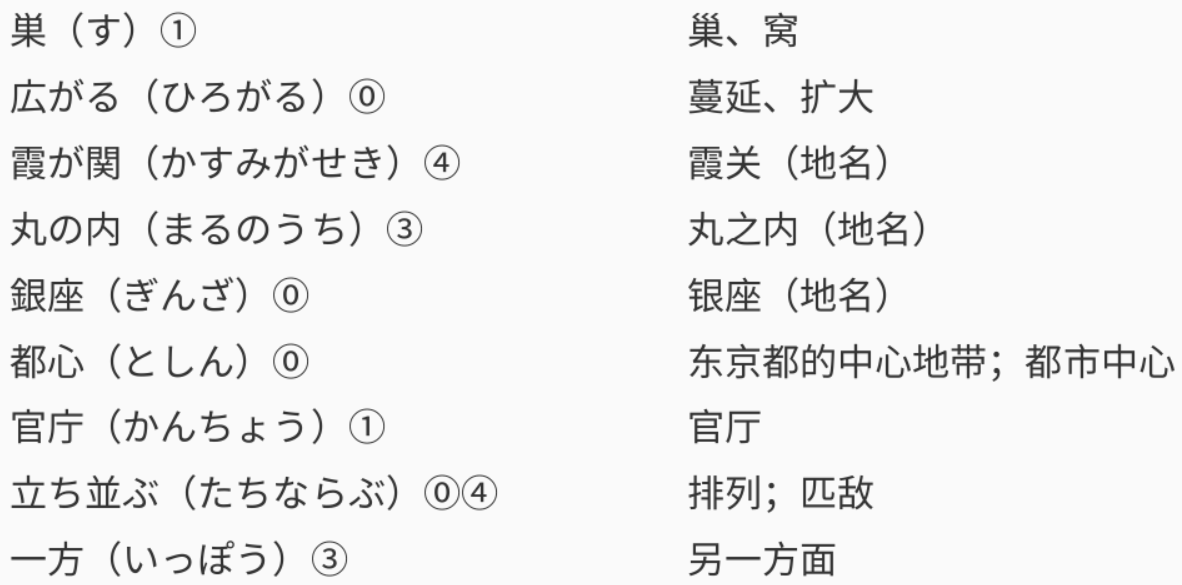 巣（す）① 巢、窝
広がる（ひろがる）⓪ 蔓延、扩大
霞が関（かすみがせき）④ 霞关（地名）
丸の内（まるのうち）③ 丸之内（地名）
銀座（ぎんざ）⓪ 银座（地名）
都心（としん）⓪ 东京都的中心地带；都市中心
官庁（かんちょう）① 官厅
立ち並ぶ（たちならぶ）⓪④ 排列；匹敌
一方（いっぽう）③ 另一方面